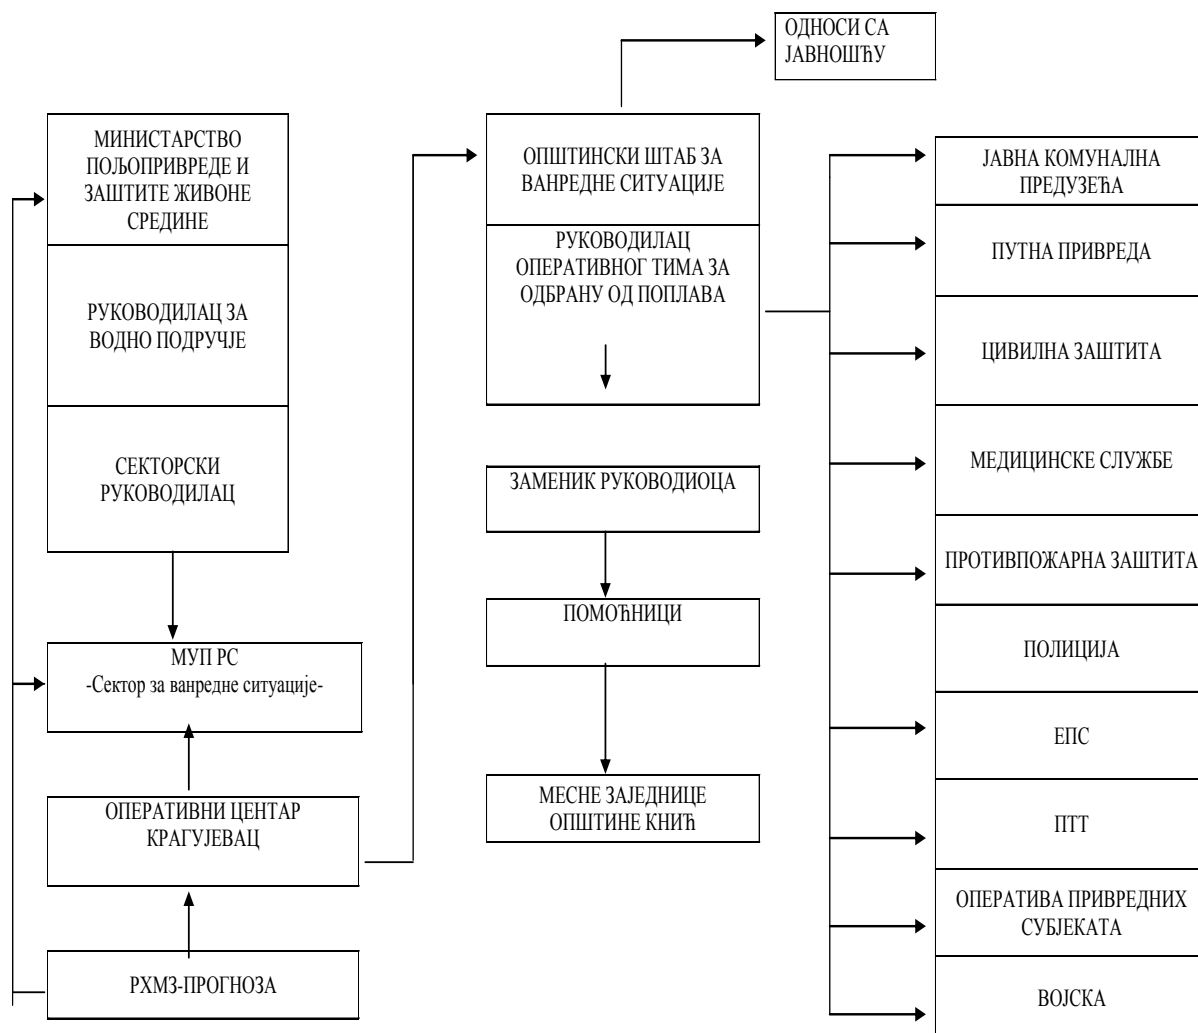 ОДНОСИ СА
ЈАВНОШЋУ
МИНИСТАРСТВО
ПОЉОПРИВРЕДЕ И
ЗАШТИТЕ ЖИВОНЕ
СРЕДИНЕ
РУКОВОДИЛАЦ ЗА
ВОДНО ПОДРУЧЈЕ
СЕКТОРСКИ
РУКОВОДИЛАЦ
МУП РС
-Сектор за ванредне ситуације-
ОПЕРАТИВНИ ЦЕНТАР
КРАГУЈЕВАЦ
РХМЗ-ПРОГНОЗА
ОПШТИНСКИ ШТАБ ЗА
ВАНРЕДНЕ СИТУАЦИЈЕ
РУКОВОДИЛАЦ
ОПЕРАТИВНОГ ТИМА ЗА
ОДБРАНУ ОД ПОПЛАВА
ЗАМЕНИК РУКОВОДИОЦА
ПОМОЋНИЦИ
МЕСНЕ ЗАЈЕДНИЦЕ
ОПШТИНЕ КНИЋ
ЈАВНА КОМУНАЛНА
ПРЕДУЗЕЋА
ПУТНА ПРИВРЕДА
ЦИВИЛНА ЗАШТИТА
МЕДИЦИНСКЕ СЛУЖБЕ
ПРОТИВПОЖАРНА ЗАШТИТА
ПОЛИЦИЈА
ЕПС
ПТТ
ОПЕРАТИВА ПРИВРЕДНИХ
СУБЈЕКАТА
ВОЈСКА